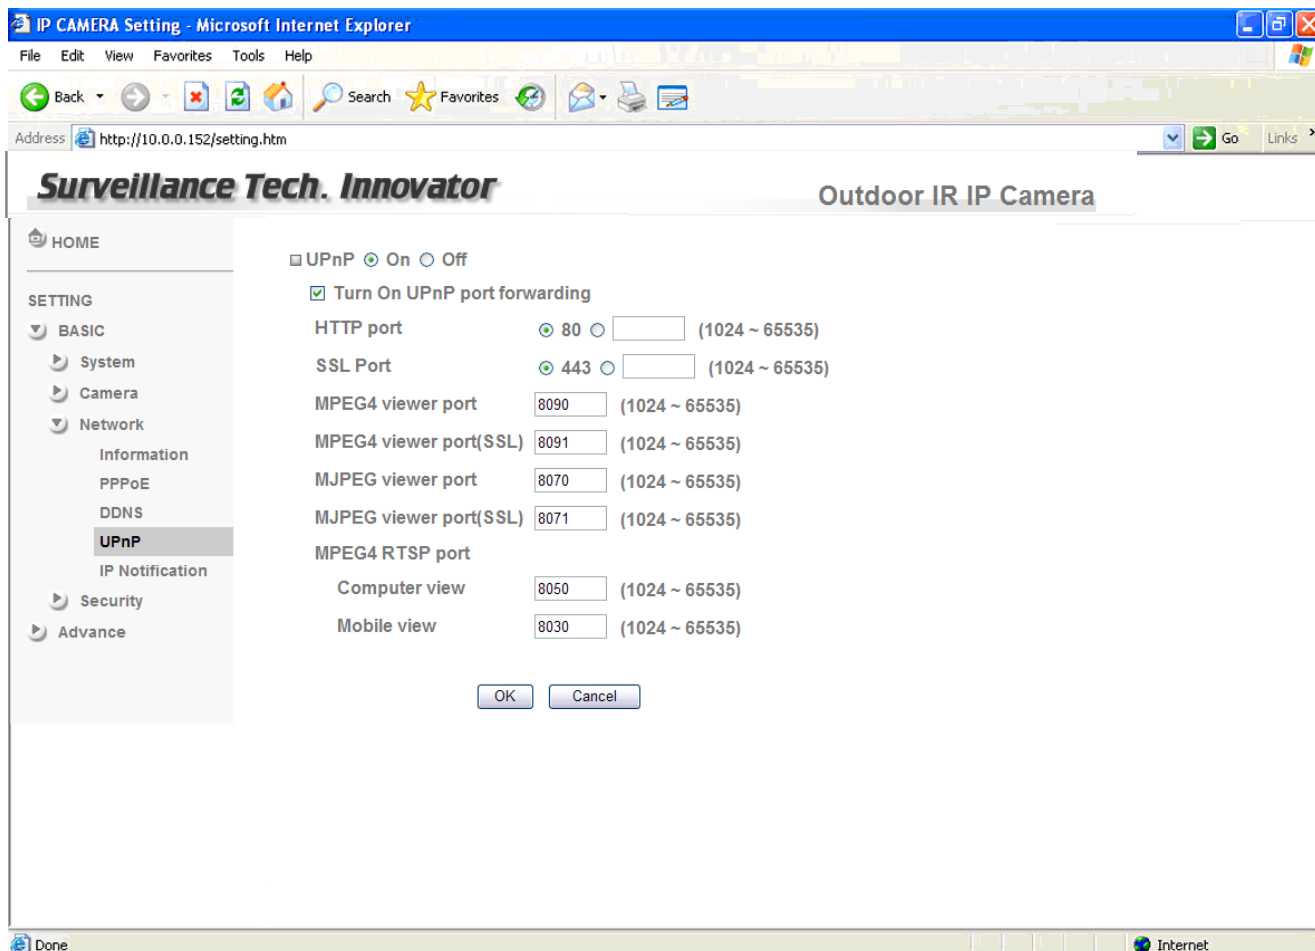 IP CAMERA Setting - Microsoft Internet Explorer
File Edit View Favorites Tools Help
Back Search Favorites
Address http://10.0.0.152/setting.htm Go Links
Surveillance Tech. Innovator
Outdoor IR IP Camera
HOME
SETTING
BASIC
System
Camera
Network
Information
PPPoE
DDNS
UPnP
IP Notification
Security
Advance
UPnP On Off
Turn On UPnP port forwarding
HTTP port 80 (1024 ~ 65535)
SSL Port 443 (1024 ~ 65535)
MPEG4 viewer port 8090 (1024 ~ 65535)
MPEG4 viewer port(SSL) 8091 (1024 ~ 65535)
MJPEG viewer port 8070 (1024 ~ 65535)
MJPEG viewer port(SSL) 8071 (1024 ~ 65535)
MPEG4 RTSP port
Computer view 8050 (1024 ~ 65535)
Mobile view 8030 (1024 ~ 65535)
OK Cancel
Done Internet